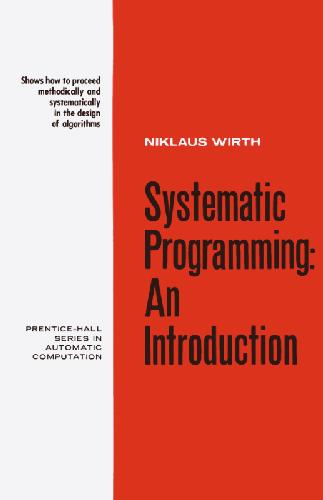 Shows how to proceed
methodically and
systematically
in the design
of algorithms
NIKLAUS WIRTH
Systematic
Programming:
An
Introduction
PRENTICE-HALL
SERIES IN
AUTOMATIC
COMPUTATION